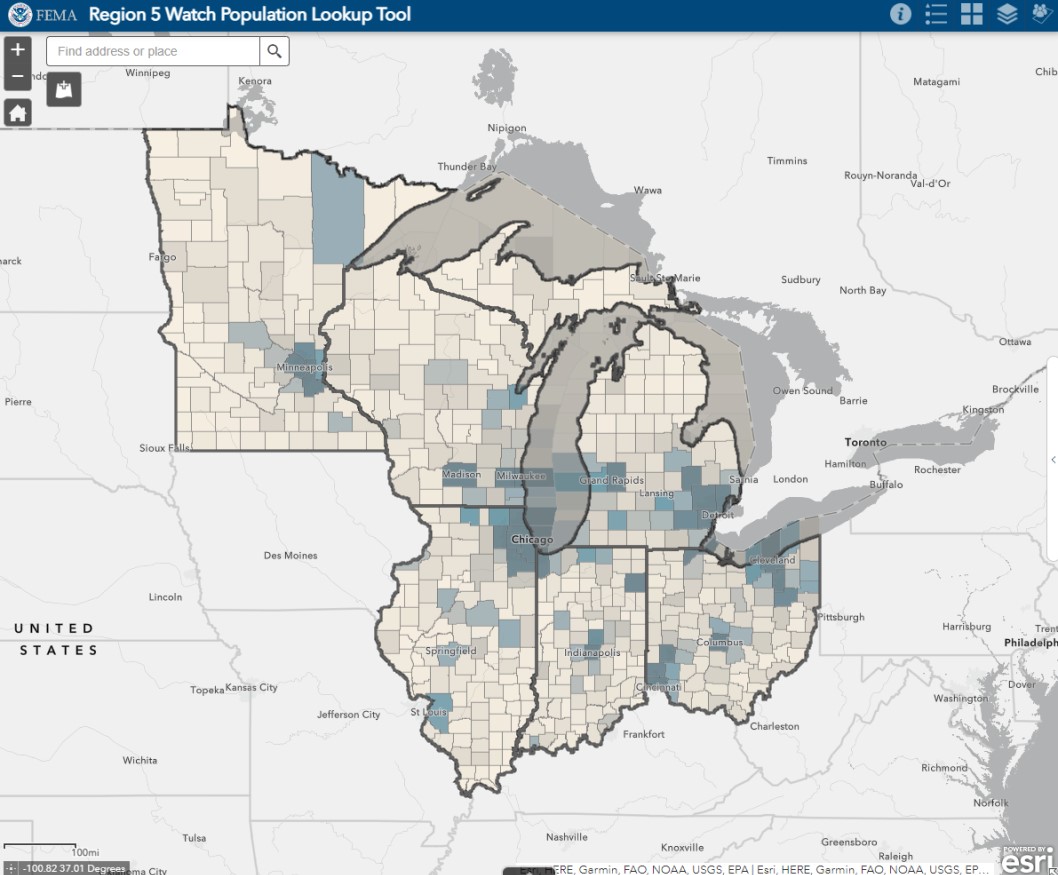 FEMA Region 5 Watch Population Lookup Tool
+
Find address or place
−
Winnipeg
Kenora
Matagami
Nipigon
Thunder Bay
Timmins
Rouyn-Noranda
Val-d'Or
Wawa
Fargo
Sault Ste Marie
Sudbury
North Bay
Ottawa
Minneapolis
Pierre
Owen Sound
Barrie
Brockville
Kingston
Toronto
Sioux Falls
Hamilton
Rochester
Buffalo
Madison
Milwaukee
Grand Rapids
Sarnia
London
Lansing
Detroit
Chicago
Des Moines
Cleveland
Lincoln
Pittsburgh
UNITED
STATES
Harrisburg
Philadelph
Columbus
Springfield
Indianapolis
Topeka
Kansas City
Cincinnati
Dover
Washington
Jefferson City
St Louis
Charleston
Frankfort
Wichita
Richmond
Norfolk
Tulsa
Nashville
Knoxville
Greensboro
Raleigh
100mi
-100.82 37.01 Degrees
Esri, HERE, Garmin, FAO, NOAA, USGS, EPA | Esri, HERE, Garmin, FAO, NOAA, USGS, EP...
POWERED BY
esri